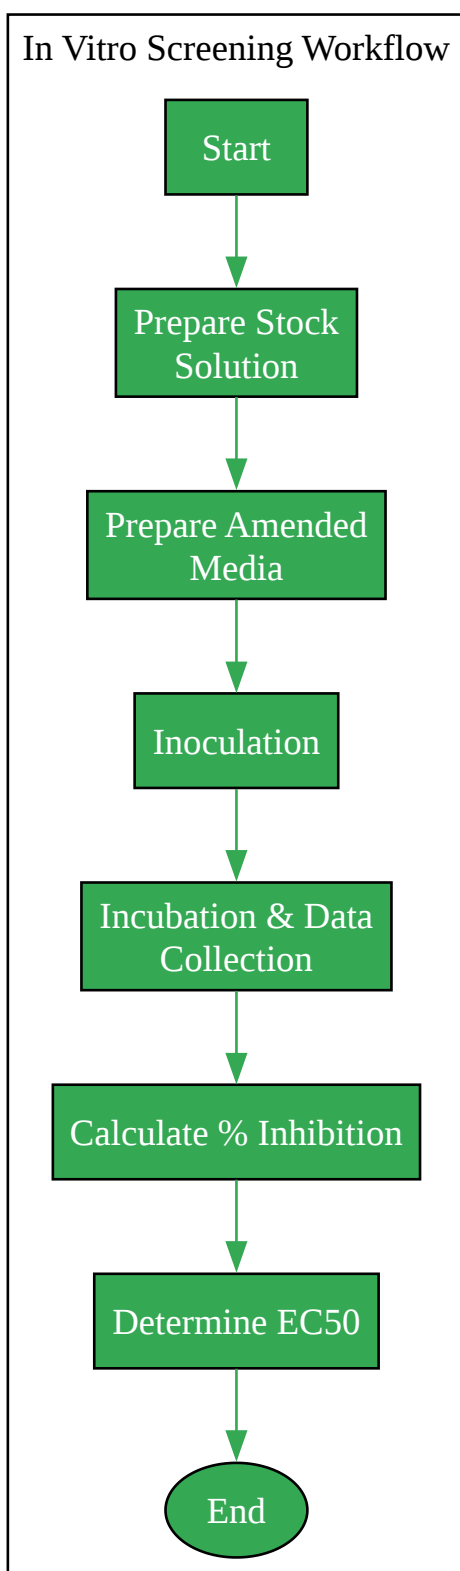 In Vitro Screening Workflow
Start
Prepare Stock
Solution
Prepare Amended
Media
Inoculation
Incubation & Data
Collection
Calculate % Inhibition
Determine EC50
End